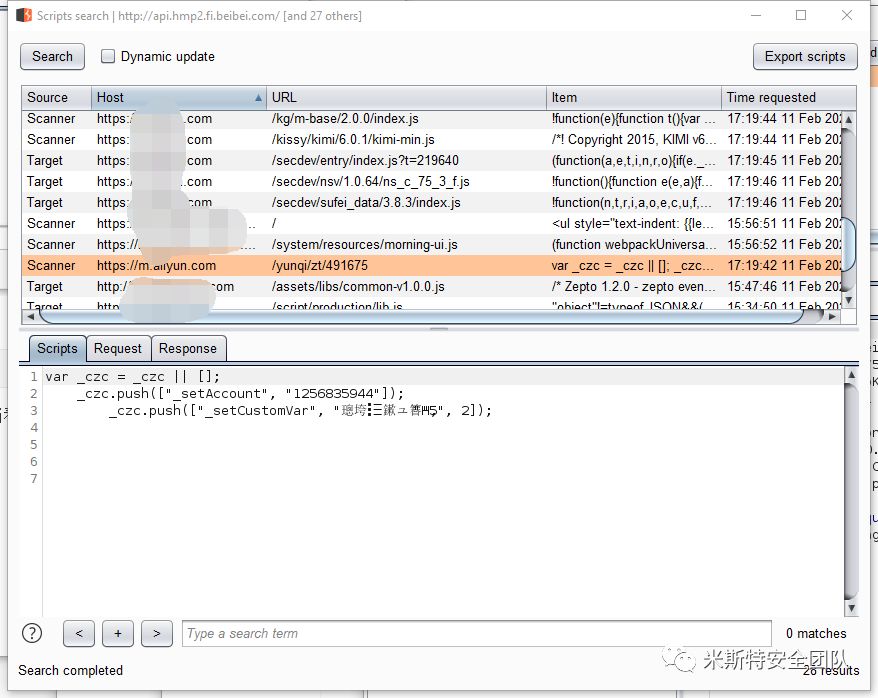 Scripts search | http://api.hmp2.fi.beibei.com/ [and 27 others]
Search Dynamic update Export scripts
Source Host URL Item Time requested
Scanner https: .com /kg/m-base/2.0.0/index.js !function(e){function t(){var ... 17:19:44 11 Feb 202
Scanner https: .com /kissy/kimi/6.0.1/kimi-min.js /*! Copyright 2015, KIMI v6... 17:19:44 11 Feb 202
Target https: .com /secdev/entry/index.js?t=219640 (function(a,e,t,i,n,r,o){if(e._... 17:19:45 11 Feb 202
Target https: .com /secdev/nsv/1.0.64/ns_c_75_3_f.js !function(){function e(e,a){f... 17:19:46 11 Feb 202
Target https: .com /secdev/sufei_data/3.8.3/index.js !function(n,t,r,i,a,o,e,c,u,f,... 17:19:46 11 Feb 202
Scanner https: ... / <ul style="text-indent: {{le... 15:56:51 11 Feb 202
Scanner https:// ... /system/resources/morning-ui.js (function webpackUniversa... 15:56:52 11 Feb 202
Scanner https://m.aliyun.com /yunqi/zt/491675 var _czc = _czc || []; _czc... 17:19:42 11 Feb 202
Target http:/ .com /assets/libs/common-v1.0.0.js /* Zepto 1.2.0 - zepto even... 15:47:46 11 Feb 202
Target http /script/production/lib.js "object"!=typeof JSON&&( 15:34:50 11 Feb 202
Scripts Request Response
1 var _czc = _czc || [];
2 _czc.push(["_setAccount", "1256835944"]);
3 _czc.push(["_setCustomVar", "", 2]);
4
5
6
7
? < + > Type a search term 0 matches
米斯特安全团队
Search completed 28 results